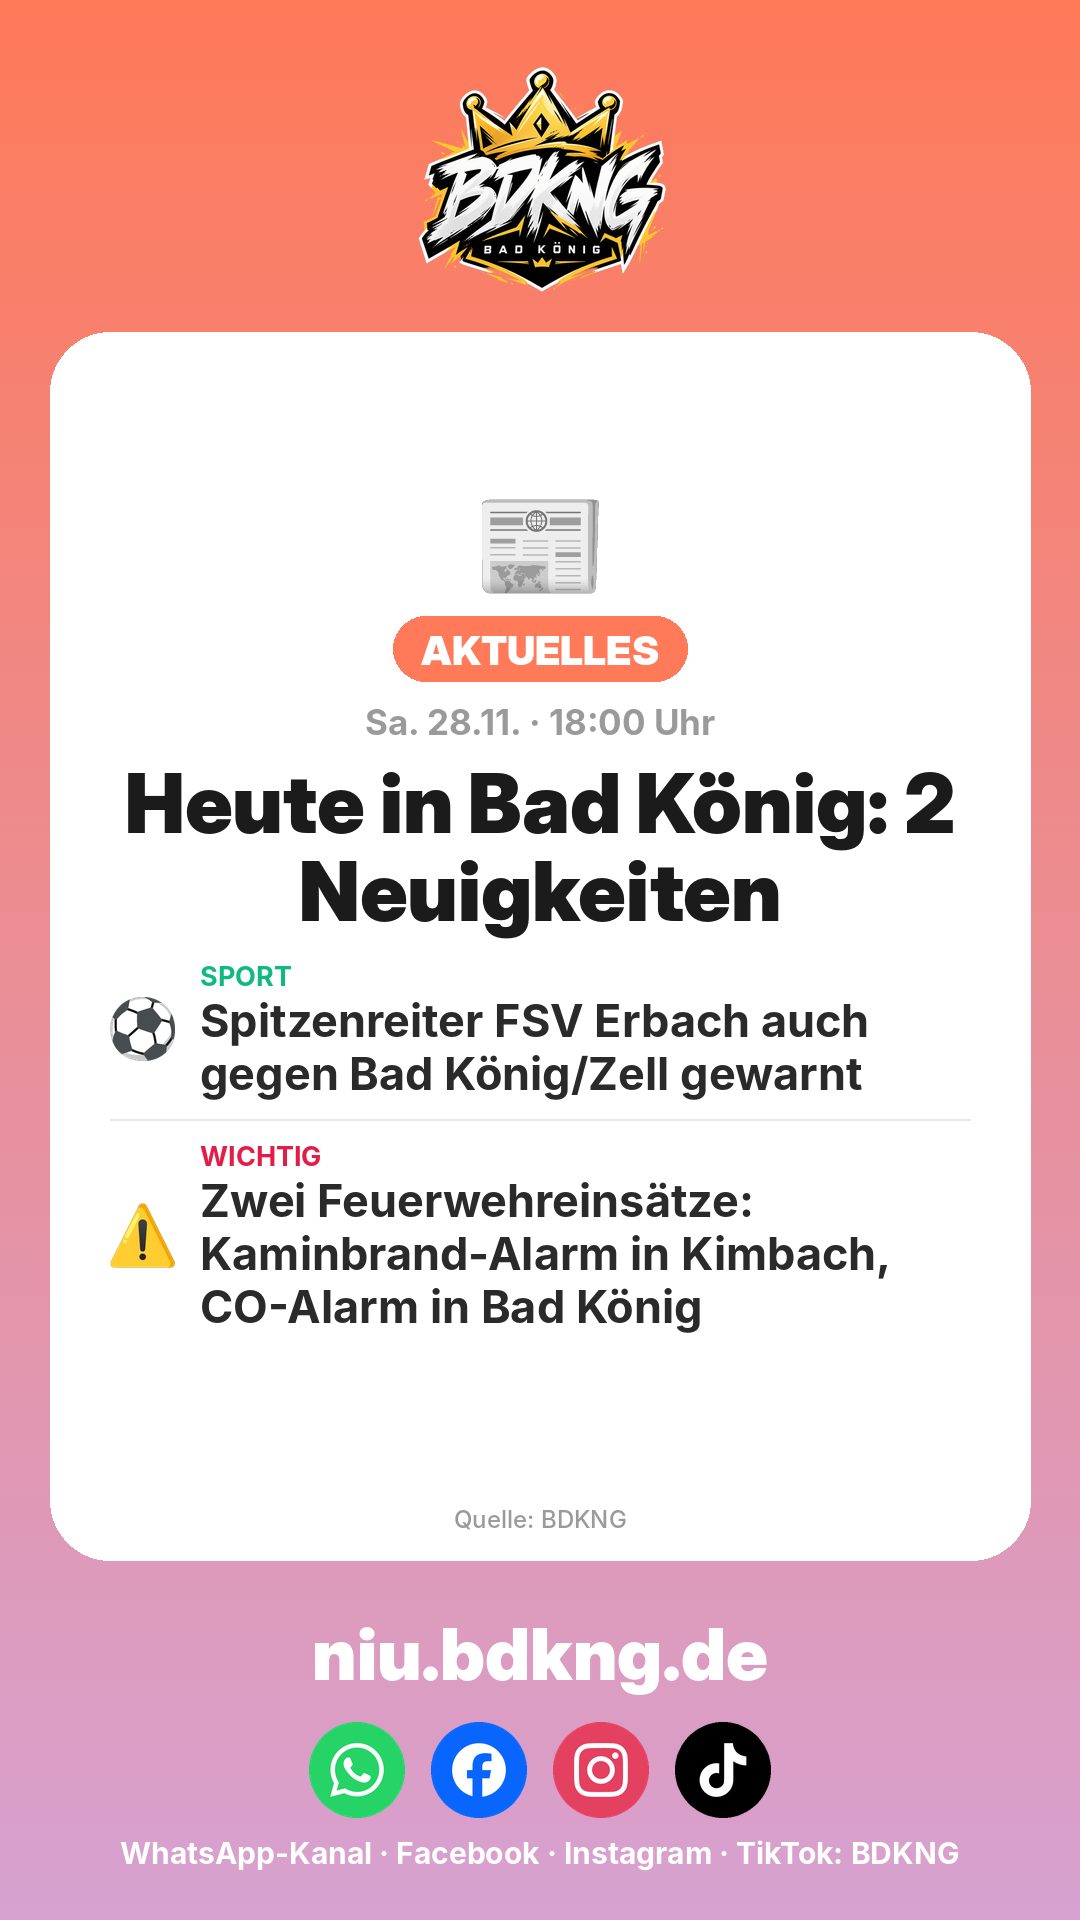 BDKNG
BAD KÖNIG
AKTUELLES
Sa. 28.11. · 18:00 Uhr
Heute in Bad König: 2
Neuigkeiten
SPORT
Spitzenreiter FSV Erbach auch
gegen Bad König/Zell gewarnt
WICHTIG
Zwei Feuerwehreinsätze:
Kaminbrand-Alarm in Kimbach,
CO-Alarm in Bad König
Quelle: BDKNG
niu.bdkng.de
WhatsApp-Kanal · Facebook · Instagram · TikTok: BDKNG